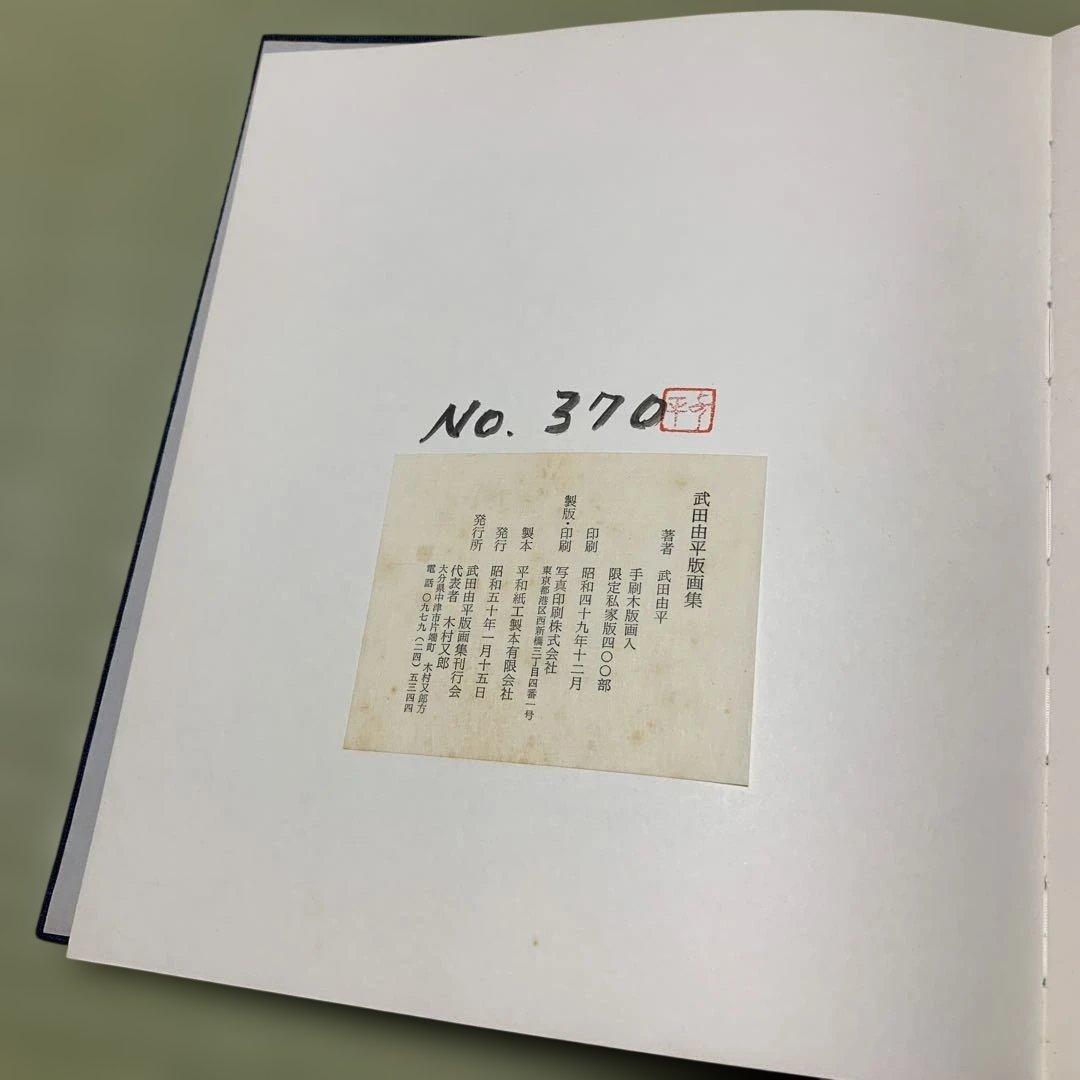 No. 370
武田由平版画集
著者 武田由平
手刷木版画入
限定私家版四〇〇部
印刷 昭和四十九年十二月
製版・印刷 写真印刷株式会社
東京都港区西新橋三丁目四番一号
製本 平和紙工製本有限会社
発行 昭和五十年一月十五日
発行所 武田由平版画集刊行会
代表者 木村又郎
大分県中津市片端町 木村又郎方
電話 〇九七九(二四)五三四四